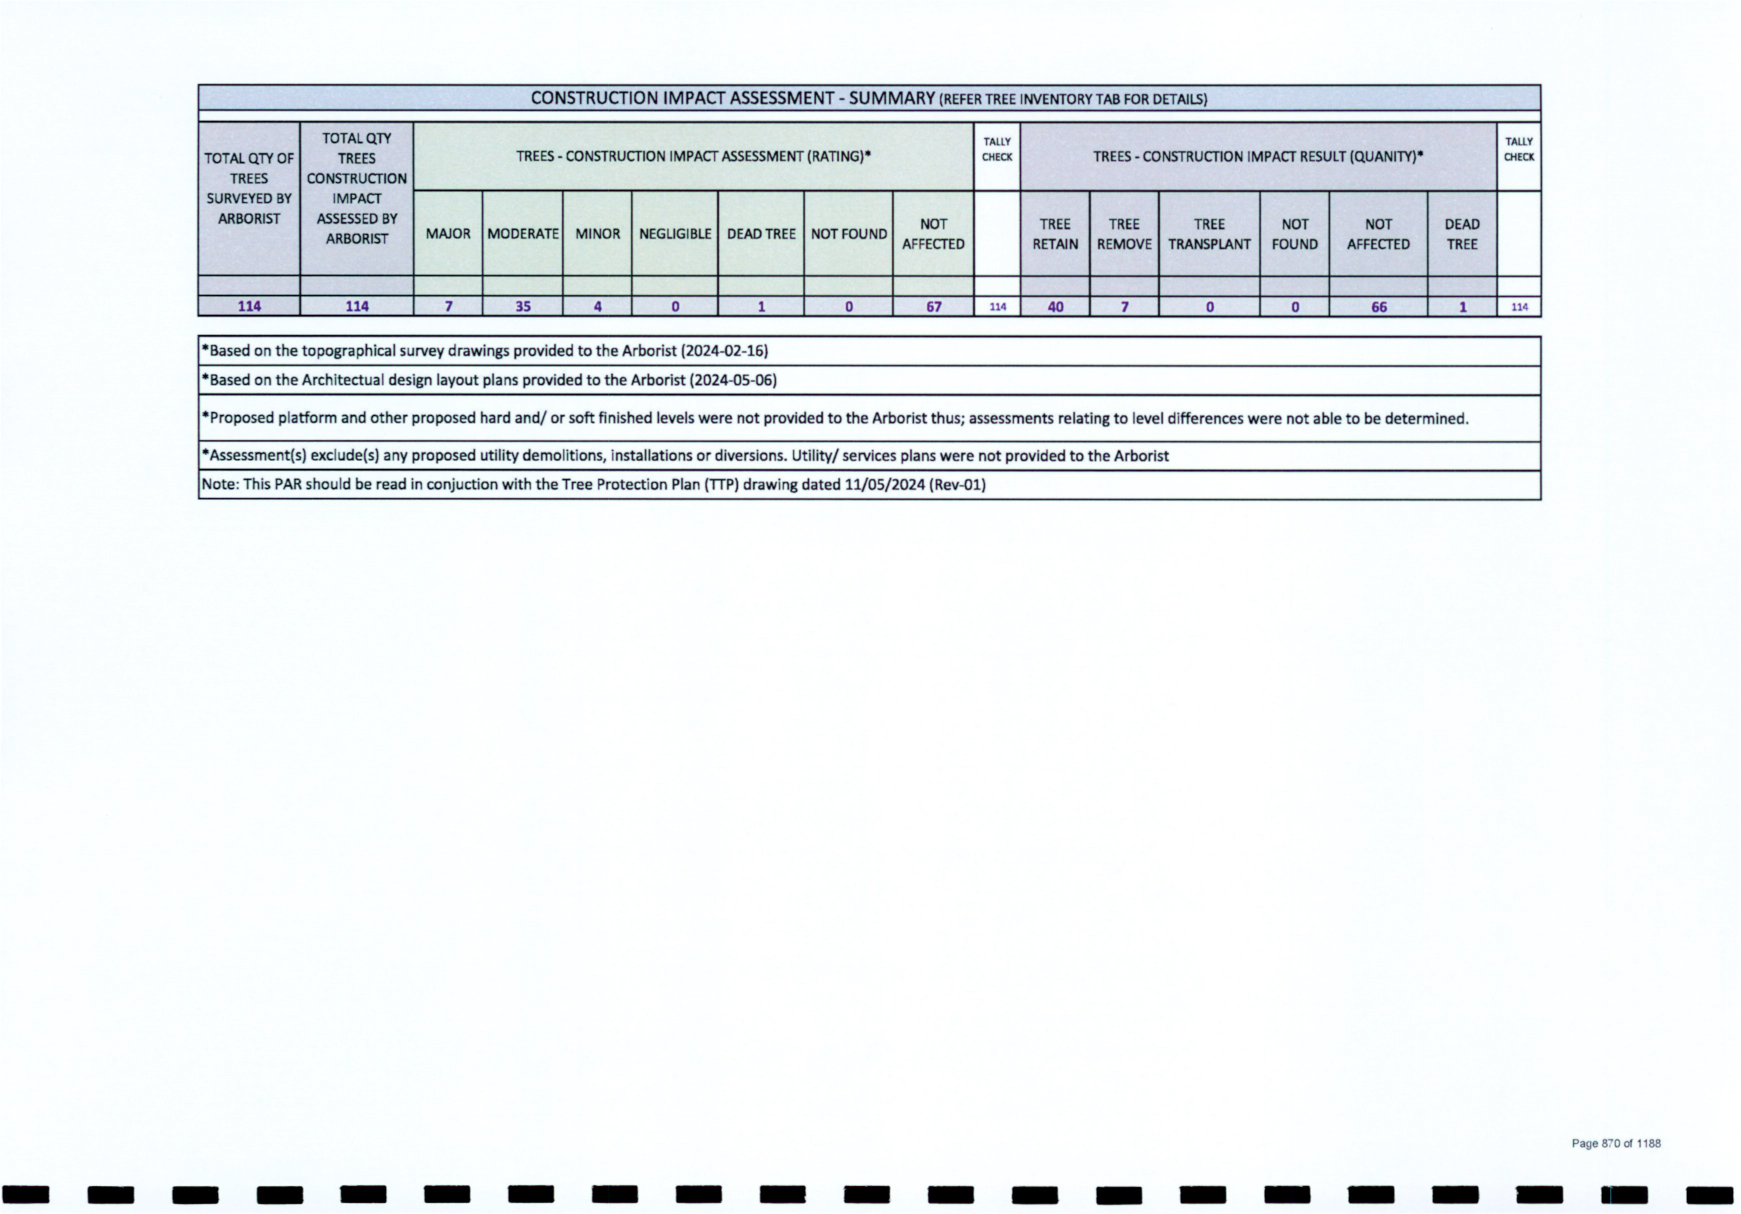 CONSTRUCTION IMPACT ASSESSMENT - SUMMARY (REFER TREE INVENTORY TAB FOR DETAILS)
TOTAL QTY OF
TREES
SURVEYED BY
ARBORIST
TOTAL QTY
TREES
CONSTRUCTION
IMPACT
ASSESSED BY
ARBORIST
TREES - CONSTRUCTION IMPACT ASSESSMENT (RATING)*
TALLY
CHECK
TREES - CONSTRUCTION IMPACT RESULT (QUANITY)*
TALLY
CHECK
MAJOR
MODERATE
MINOR
NEGLIGIBLE
DEAD TREE
NOT FOUND
NOT
AFFECTED
TREE
RETAIN
TREE
REMOVE
TREE
TRANSPLANT
NOT
FOUND
NOT
AFFECTED
DEAD
TREE
114 114 7 35 4 0 1 0 67 114 40 7 0 0 66 1 114
*Based on the topographical survey drawings provided to the Arborist (2024-02-16)
*Based on the Architectual design layout plans provided to the Arborist (2024-05-06)
*Proposed platform and other proposed hard and/ or soft finished levels were not provided to the Arborist thus; assessments relating to level differences were not able to be determined.
*Assessment(s) exclude(s) any proposed utility demolitions, installations or diversions. Utility/ services plans were not provided to the Arborist
Note: This PAR should be read in conjuction with the Tree Protection Plan (TTP) drawing dated 11/05/2024 (Rev-01)
Page 870 of 1188